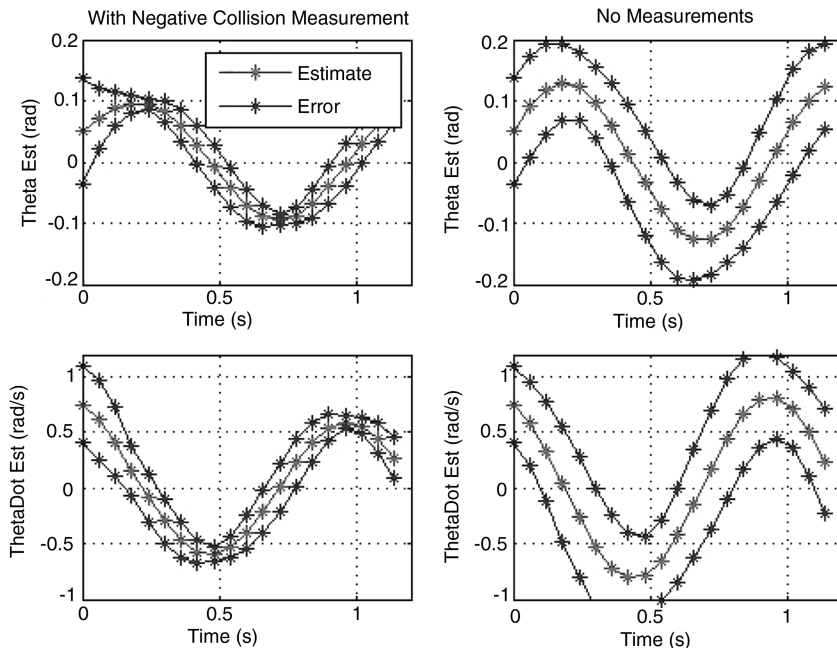 With Negative Collision Measurement
0.2
0.1
0
-0.1
-0.2
Theta Est (rad)
Estimate
Error
0
0.5
1
Time (s)
No Measurements
0.2
0.1
0
-0.1
-0.2
Theta Est (rad)
0
0.5
1
Time (s)
1
0.5
0
-0.5
-1
ThetaDot Est (rad/s)
0
0.5
1
Time (s)
1
0.5
0
-0.5
-1
ThetaDot Est (rad/s)
0
0.5
1
Time (s)